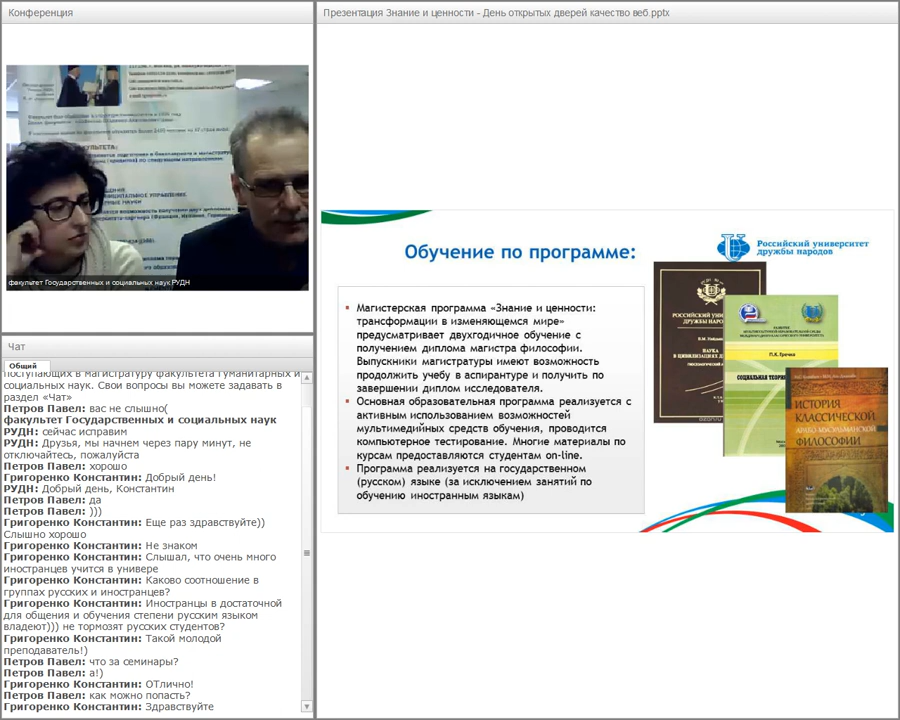 Конференция
факультет Государственных и социальных наук РУДН
Чат
Общий
поступающих в магистратуру факультета гуманитарных и
социальных наук. Свои вопросы вы можете задавать в
раздел «Чат»
Петров Павел: вас не слышно(
факультет Государственных и социальных наук
РУДН: сейчас исправим
РУДН: Друзья, мы начнем через пару минут, не
отключайтесь, пожалуйста
Петров Павел: хорошо
Григоренко Константин: Добрый день!
РУДН: Добрый день, Константин
Петров Павел: да
Петров Павел: )))
Григоренко Константин: Еще раз здравствуйте))
Слышно хорошо
Григоренко Константин: Не знаком
Григоренко Константин: Слышал, что очень много
иностранцев учится в универе
Григоренко Константин: Каково соотношение в
группах русских и иностранцев?
Григоренко Константин: Иностранцы в достаточной
для общения и обучения степени русским языком
владеют))) не тормозят русских студентов?
Григоренко Константин: Такой молодой
преподаватель!)
Петров Павел: что за семинары?
Петров Павел: а!)
Григоренко Константин: ОТлично!
Петров Павел: как можно попасть?
Григоренко Константин: Здравствуйте
Презентация Знание и ценности - День открытых дверей качество веб.pptx
Обучение по программе:
Российский университет
дружбы народов
Магистерская программа «Знание и ценности:
трансформации в изменяющемся мире»
предусматривает двухгодичное обучение с
получением диплома магистра философии.
Выпускники магистратуры имеют возможность
продолжить учебу в аспирантуре и получить по
завершении диплом исследователя.
Основная образовательная программа реализуется с
активным использованием возможностей
мультимедийных средств обучения, проводится
компьютерное тестирование. Многие материалы по
курсам предоставляются студентам on-line.
Программа реализуется на государственном
(русском) языке (за исключением занятий по
обучению иностранным языкам)
РОССИЙСКИЙ
ДРУЖБЫ
НАУКА
П.К. Гречко
СОЦИАЛЬНАЯ
ИСТОРИЯ
КЛАССИЧЕСКОЙ
АРАБО-МУСУЛЬМАНСКОЙ
ФИЛОСОФИИ